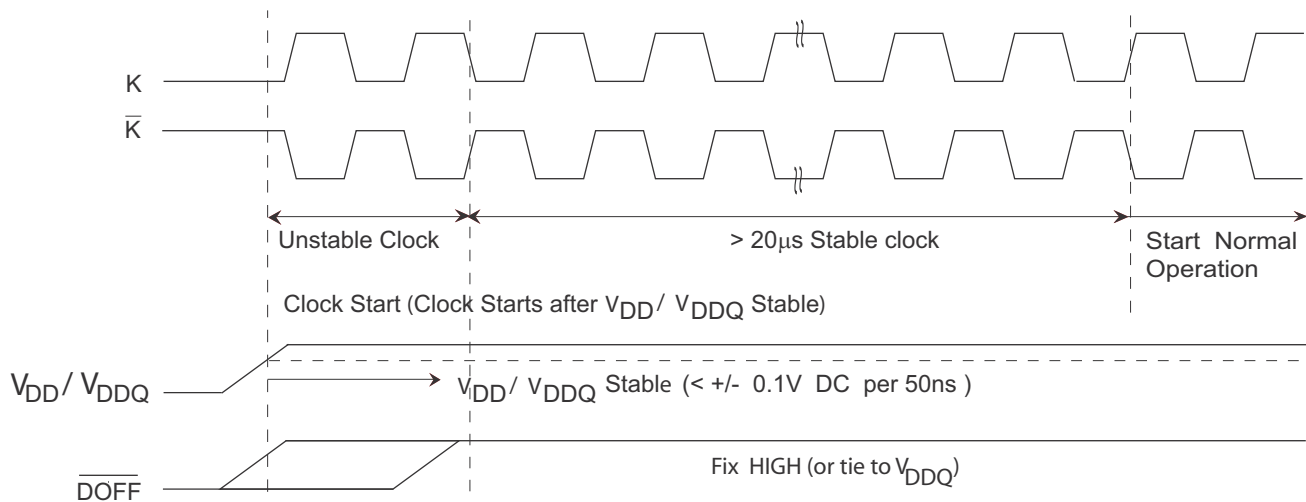 K
K̅
Unstable Clock
> 20μs Stable clock
Start Normal
Operation
Clock Start (Clock Starts after VDD / VDDQ Stable)
VDD / VDDQ
VDD / VDDQ Stable (< +/- 0.1V DC per 50ns )
Fix HIGH (or tie to VDDQ)
DOFF